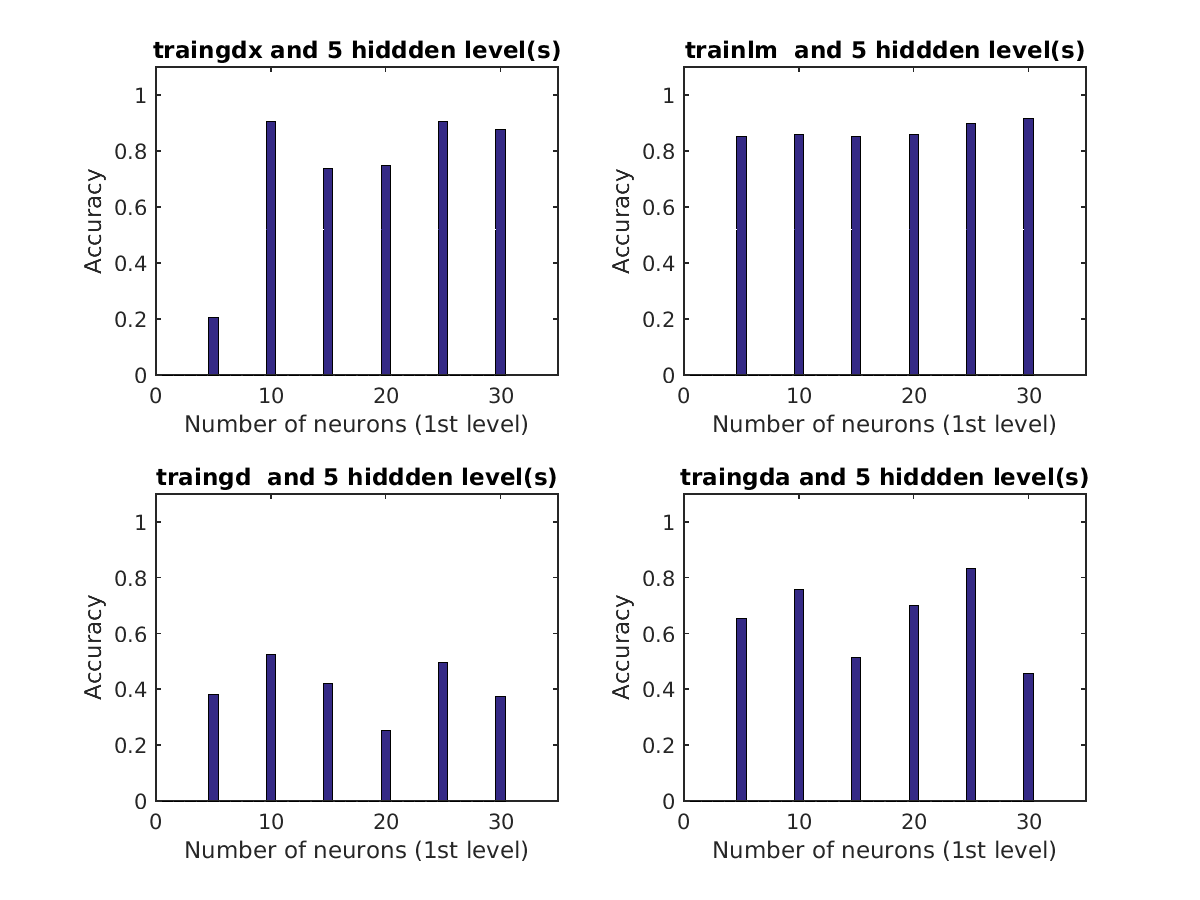 traingdx and 5 hiddden level(s)
1
0.8
0.6
0.4
0.2
0
Accuracy
0 10 20 30
Number of neurons (1st level)
trainlm  and 5 hiddden level(s)
1
0.8
0.6
0.4
0.2
0
Accuracy
0 10 20 30
Number of neurons (1st level)
traingd  and 5 hiddden level(s)
1
0.8
0.6
0.4
0.2
0
Accuracy
0 10 20 30
Number of neurons (1st level)
traingda and 5 hiddden level(s)
1
0.8
0.6
0.4
0.2
0
Accuracy
0 10 20 30
Number of neurons (1st level)